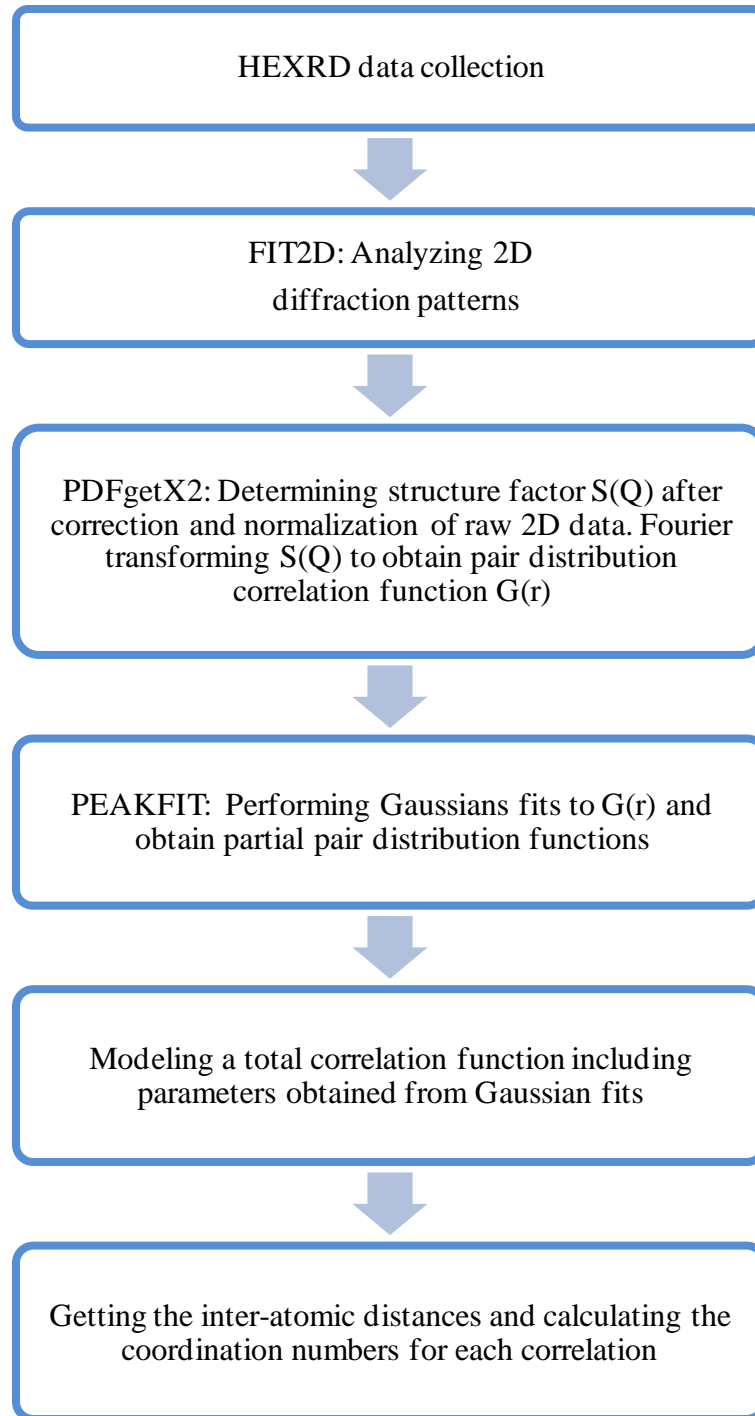 HEXRD data collection
FIT2D: Analyzing 2D
diffraction patterns
PDFgetX2: Determining structure factor S(Q) after
correction and normalization of raw 2D data. Fourier
transforming S(Q) to obtain pair distribution
correlation function G(r)
PEAKFIT: Performing Gaussians fits to G(r) and
obtain partial pair distribution functions
Modeling a total correlation function including
parameters obtained from Gaussian fits
Getting the inter-atomic distances and calculating the
coordination numbers for each correlation